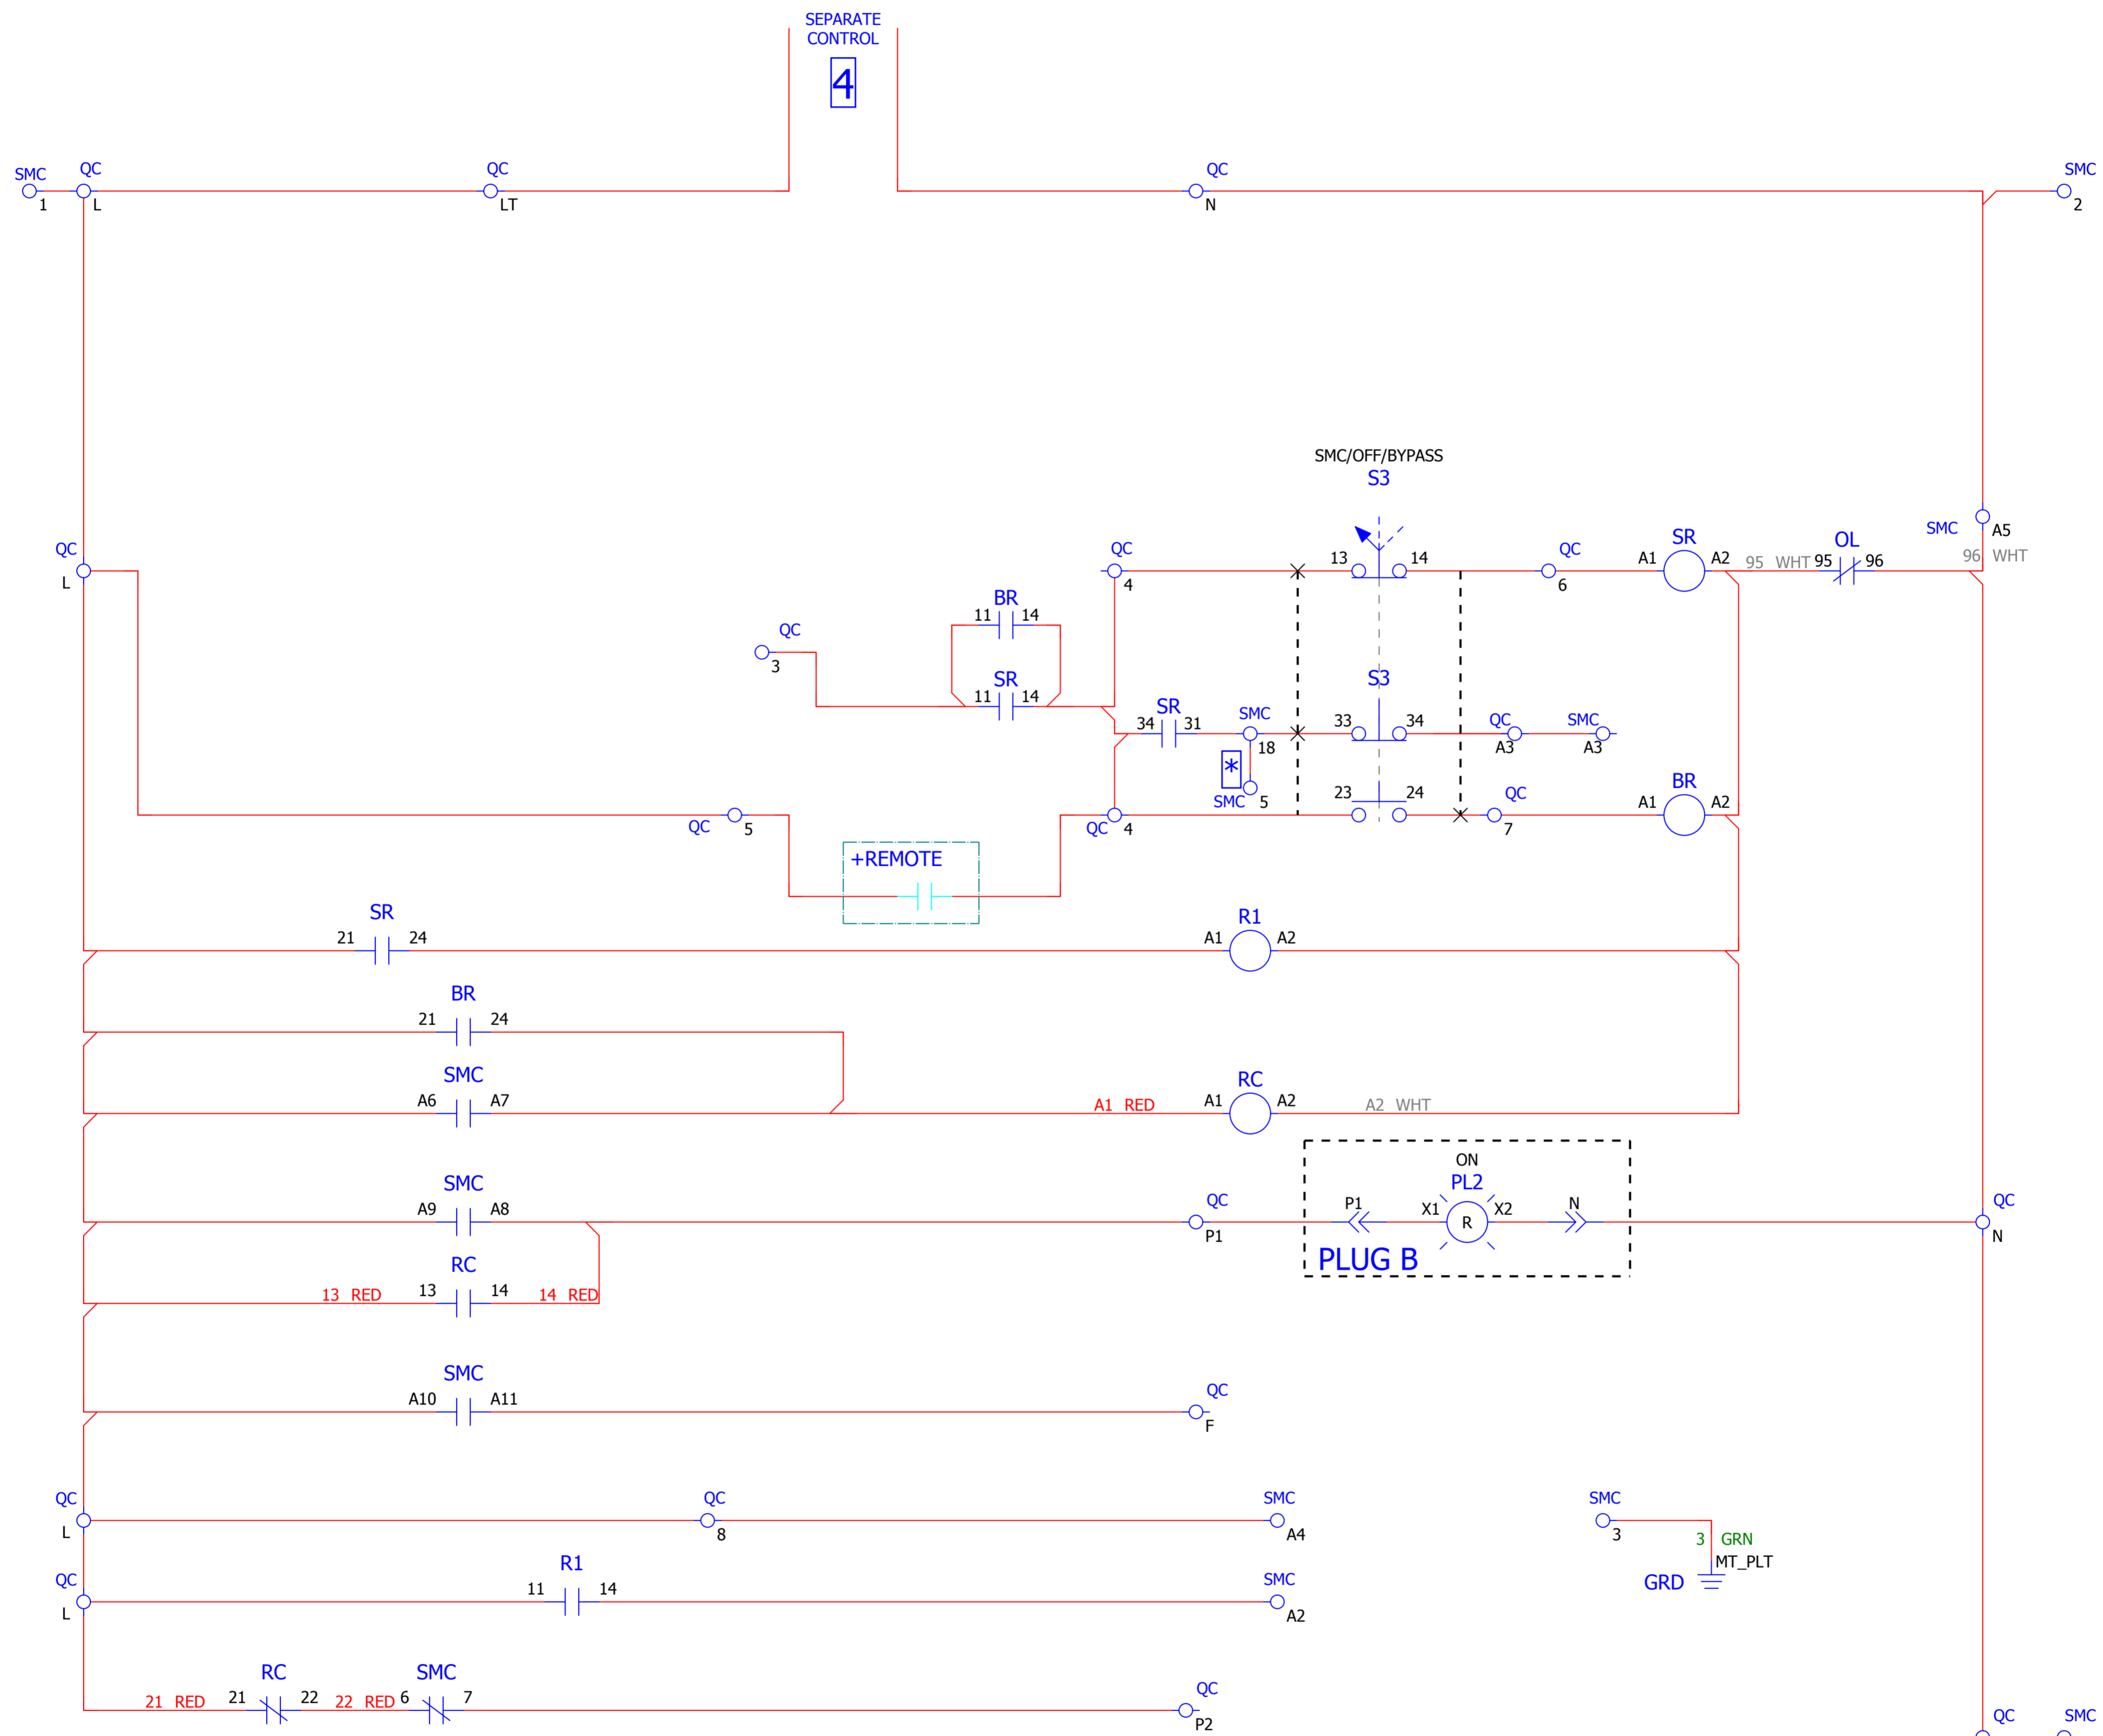 SEPARATE
CONTROL
4
SMC
1
QC
L
QC
LT
QC
N
SMC
2
SMC/OFF/BYPASS
S3
QC
L
QC
4
13
14
QC
6
A1
SR
A2
95 WHT
95
OL
96
SMC
A5
96 WHT
BR
11
14
QC
3
SR
11
14
SR
34
31
SMC
18
*
SMC
5
S3
33
34
QC
A3
SMC
A3
QC
5
QC
4
23
24
QC
7
A1
BR
A2
+REMOTE
SR
21
24
R1
A1
A2
BR
21
24
SMC
A6
A7
A1 RED
RC
A1
A2
A2 WHT
SMC
A9
A8
QC
P1
ON
PL2
P1
X1
R
X2
N
PLUG B
QC
N
RC
13 RED
13
14
14 RED
SMC
A10
A11
QC
F
QC
L
QC
8
SMC
A4
SMC
3
3 GRN
MT_PLT
GRD
QC
L
R1
11
14
SMC
A2
RC
21 RED
21
22
22 RED
SMC
6
7
QC
P2
QC
SMC